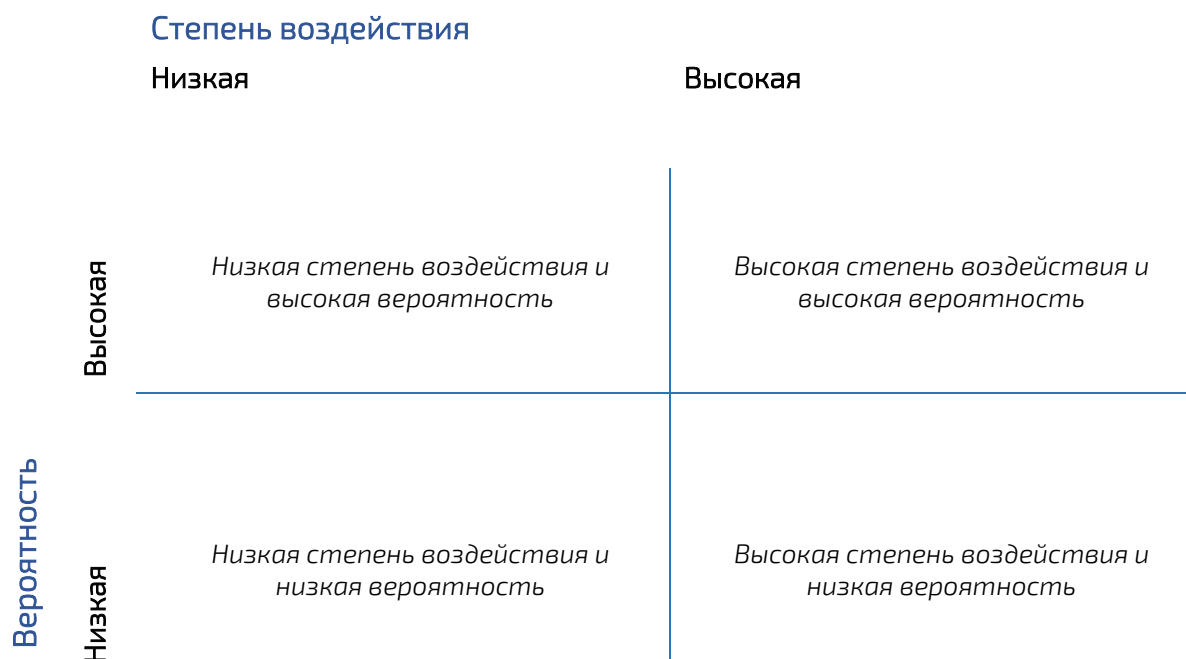 Степень воздействия
Низкая
Высокая
Высокая
Низкая степень воздействия и
высокая вероятность
Высокая степень воздействия и
высокая вероятность
Вероятность
Низкая
Низкая степень воздействия и
низкая вероятность
Высокая степень воздействия и
низкая вероятность